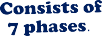 Consists of
7 phases.